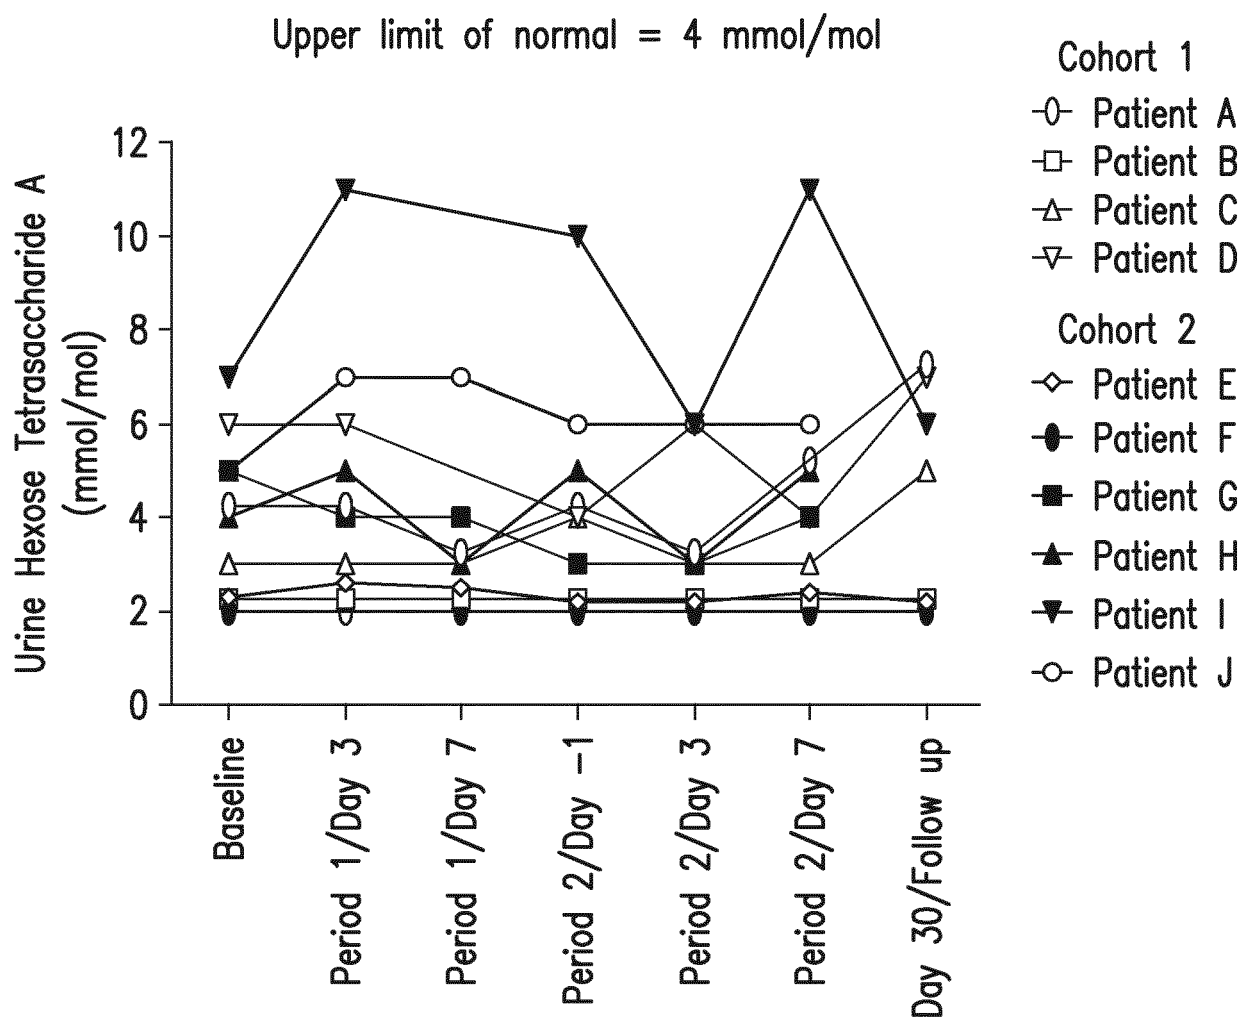 Upper limit of normal = 4 mmol/mol
Urine Hexose Tetrasaccharide A
(mmol/mol)
12
10
8
6
4
2
0
Baseline
Period 1/Day 3
Period 1/Day 7
Period 2/Day -1
Period 2/Day 3
Period 2/Day 7
Day 30/Follow up
Cohort 1
Patient A
Patient B
Patient C
Patient D
Cohort 2
Patient E
Patient F
Patient G
Patient H
Patient I
Patient J